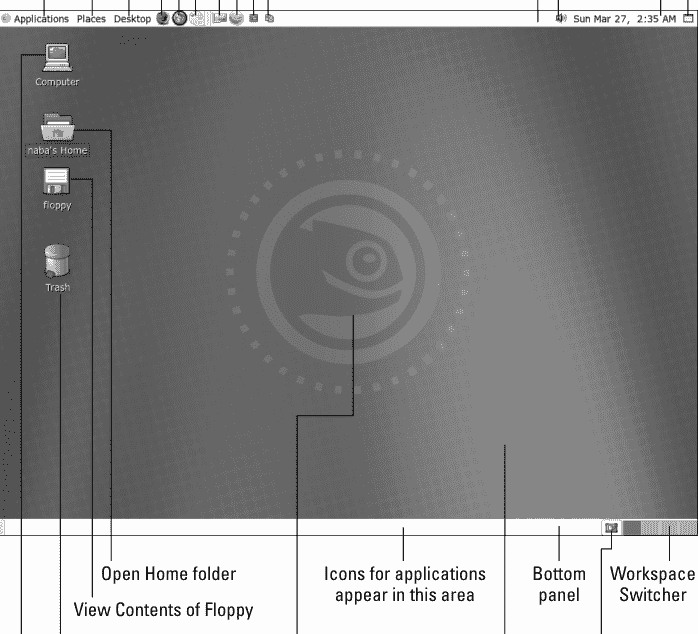 Applications Places Desktop Sun Mar 27, 2:35 AM
Computer
naba's Home
floppy
Trash
Open Home folder
View Contents of Floppy
Icons for applications
appear in this area
Bottom
panel
Workspace
Switcher